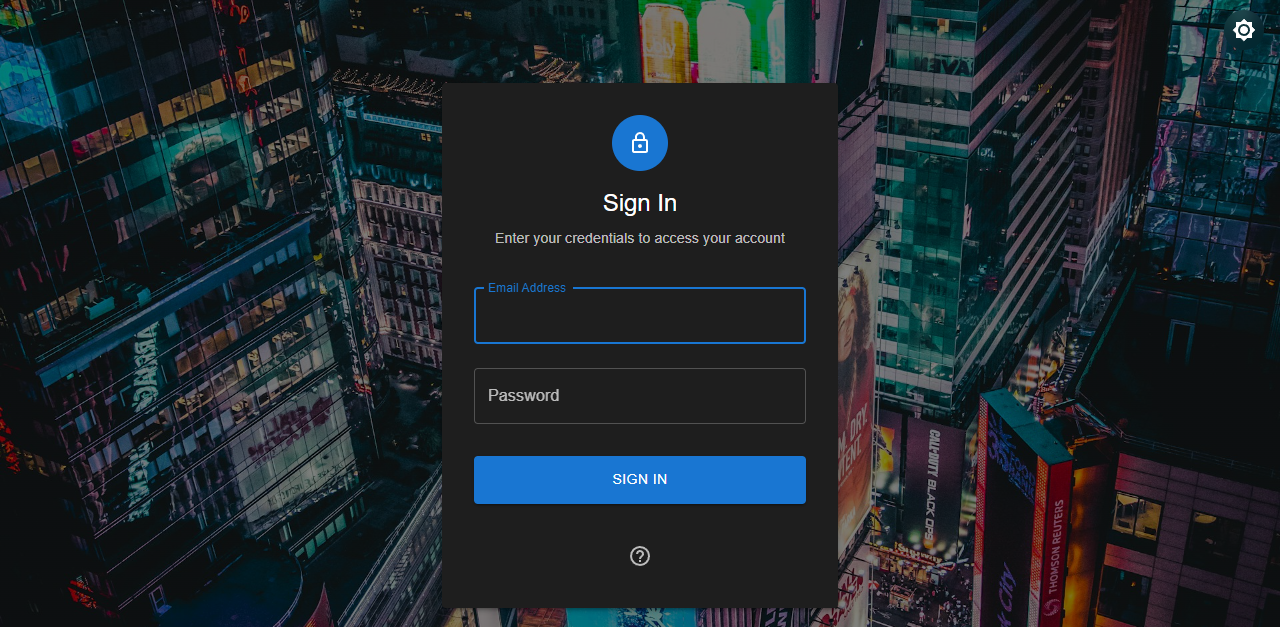 Sign In
Enter your credentials to access your account
Email Address
Password
SIGN IN
CALL OF DUTY
BLACK OPS
THOMSON REUTERS